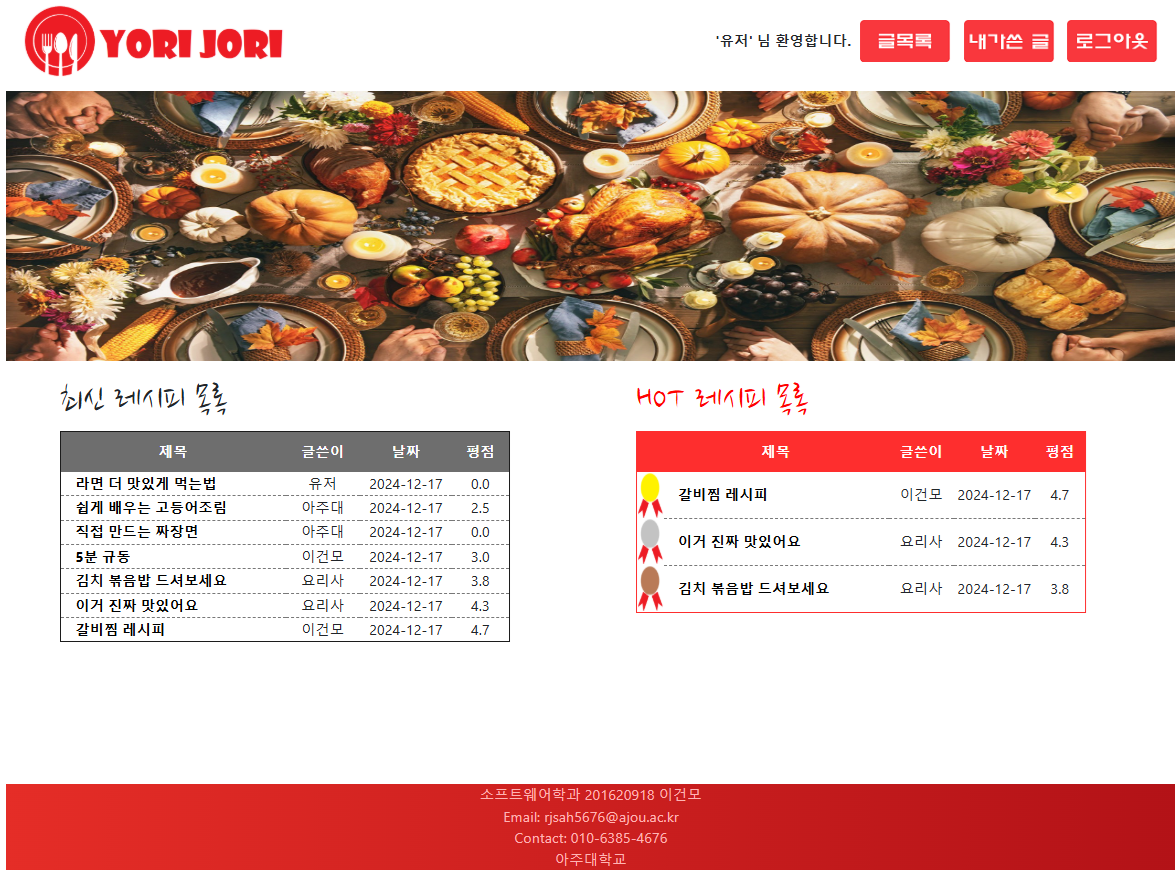 YORI JORI
'유저' 님 환영합니다. 글목록 내가쓴 글 로그아웃
최신 레시피 목록
제목 글쓴이 날짜 평점
라면 더 맛있게 먹는법 유저 2024-12-17 0.0
쉽게 배우는 고등어조림 아주대 2024-12-17 2.5
직접 만드는 짜장면 아주대 2024-12-17 0.0
5분 규동 이건모 2024-12-17 3.0
김치 볶음밥 드셔보세요 요리사 2024-12-17 3.8
이거 진짜 맛있어요 요리사 2024-12-17 4.3
갈비찜 레시피 이건모 2024-12-17 4.7
HOT 레시피 목록
제목 글쓴이 날짜 평점
갈비찜 레시피 이건모 2024-12-17 4.7
이거 진짜 맛있어요 요리사 2024-12-17 4.3
김치 볶음밥 드셔보세요 요리사 2024-12-17 3.8
소프트웨어학과 201620918 이건모
Email: rjsah5676@ajou.ac.kr
Contact: 010-6385-4676
아주대학교